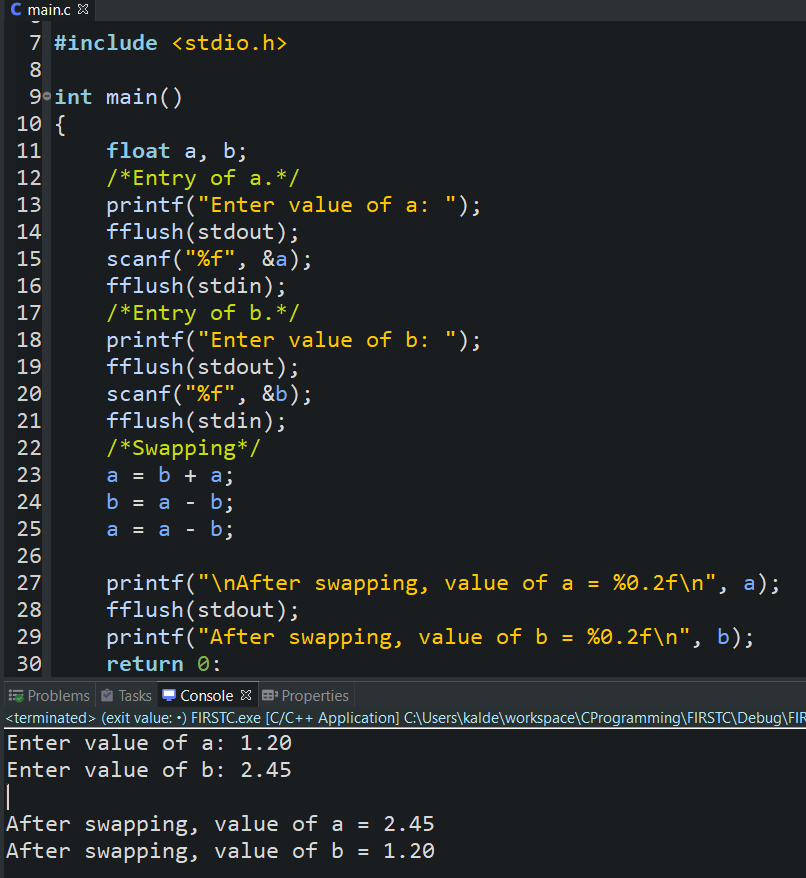 main.c
7 #include <stdio.h>
8
9 int main()
10 {
11 float a, b;
12 /*Entry of a.*/
13 printf("Enter value of a: ");
14 fflush(stdout);
15 scanf("%f", &a);
16 fflush(stdin);
17 /*Entry of b.*/
18 printf("Enter value of b: ");
19 fflush(stdout);
20 scanf("%f", &b);
21 fflush(stdin);
22 /*Swapping*/
23 a = b + a;
24 b = a - b;
25 a = a - b;
26
27 printf("\nAfter swapping, value of a = %0.2f\n", a);
28 fflush(stdout);
29 printf("After swapping, value of b = %0.2f\n", b);
30 return 0;
Problems Tasks Console Properties
<terminated> (exit value: •) FIRSTC.exe [C/C++ Application] C:\Users\kalde\workspace\CProgramming\FIRSTC\Debug\FIR
Enter value of a: 1.20
Enter value of b: 2.45
After swapping, value of a = 2.45
After swapping, value of b = 1.20